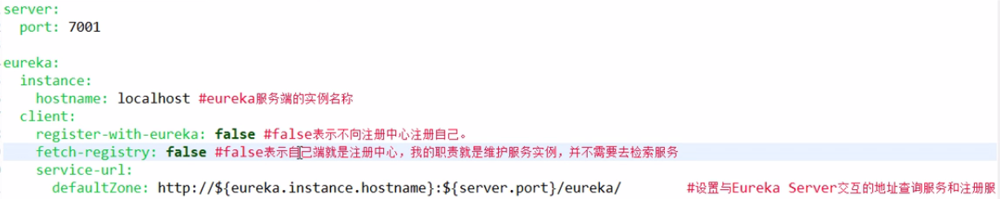 server:
  port: 7001
eureka:
  instance:
    hostname: localhost #eureka服务端的实例名称
  client:
    register-with-eureka: false #false表示不向注册中心注册自己。
    fetch-registry: false #false表示自己端就是注册中心，我的职责就是维护服务实例，并不需要去检索服务
    service-url:
      defaultZone: http://${eureka.instance.hostname}:${server.port}/eureka/ #设置与Eureka Server交互的地址查询服务和注册服